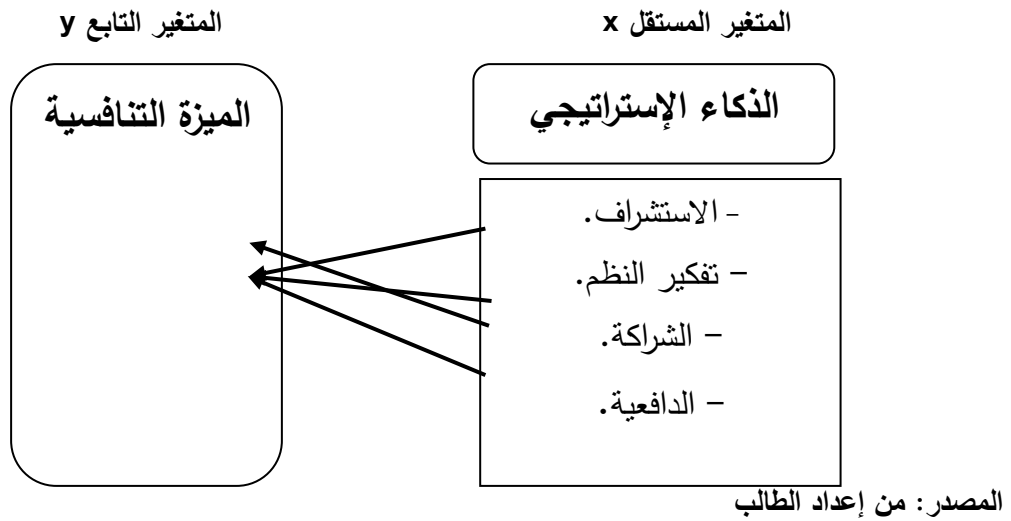 المتغير المستقل x
المتغير التابع y
الذكاء الإستراتيجي
الميزة التنافسية
- الاستشراف.
– تفكير النظم.
– الشراكة.
– الدافعية.
المصدر: من إعداد الطالب